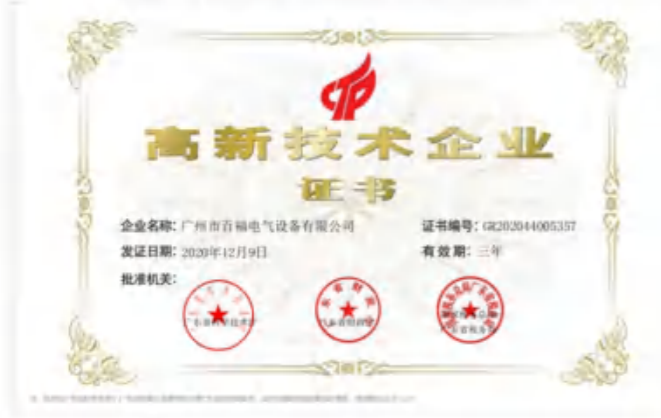 高新技术企业
证书
企业名称：广州市百福电气设备有限公司 证书编号：GR202044005357
发证日期：2020年12月9日 有效期：三年
批准机关：